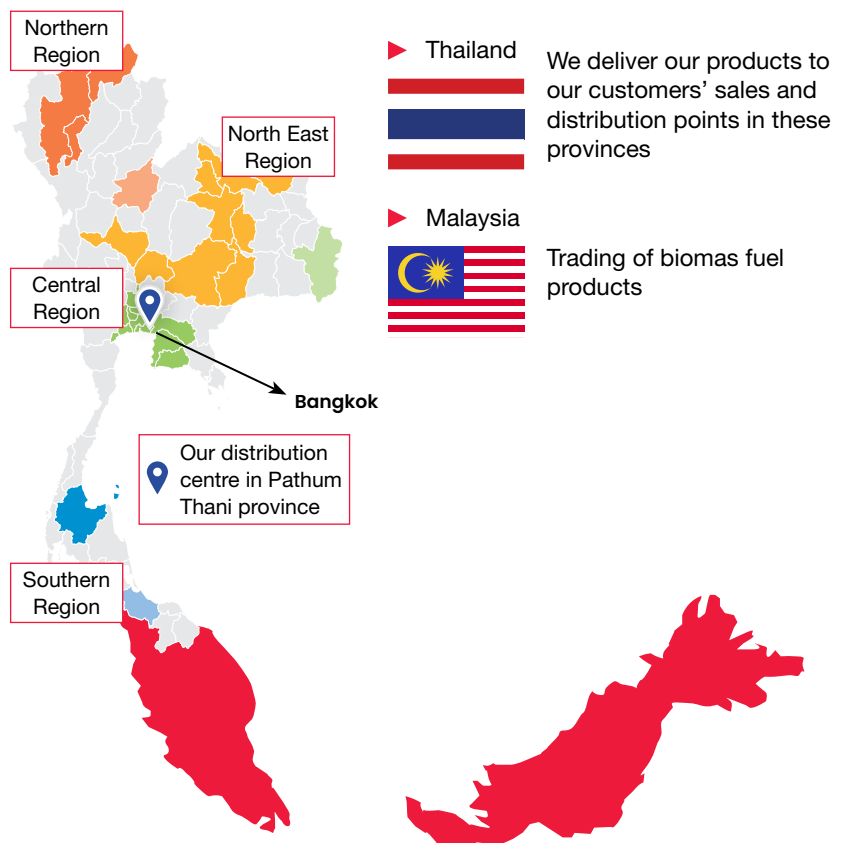 Northern
Region
North East
Region
Central
Region
Bangkok
Our distribution
centre in Pathum
Thani province
Southern
Region
Thailand
We deliver our products to
our customers’ sales and
distribution points in these
provinces
Malaysia
Trading of biomas fuel
products